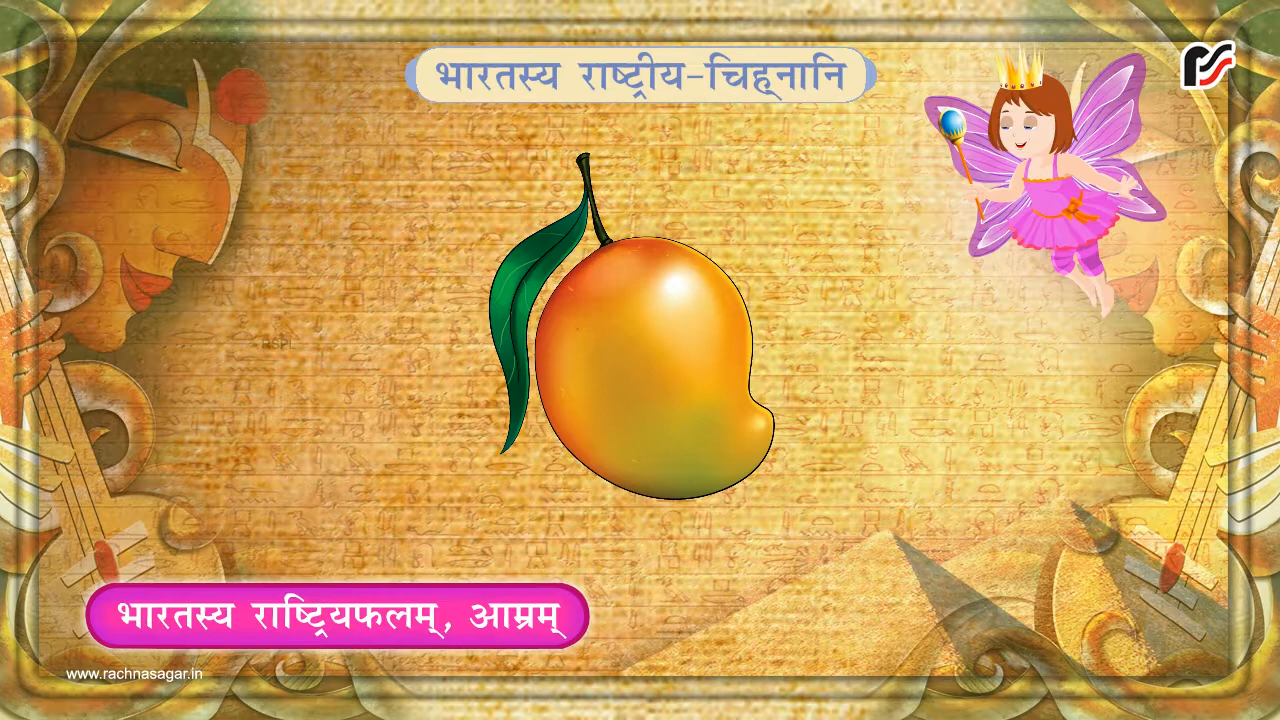 भारतस्य राष्ट्रीय-चिह्नानि
भारतस्य राष्ट्रियफलम्, आम्रम्
www.rachnasagar.in